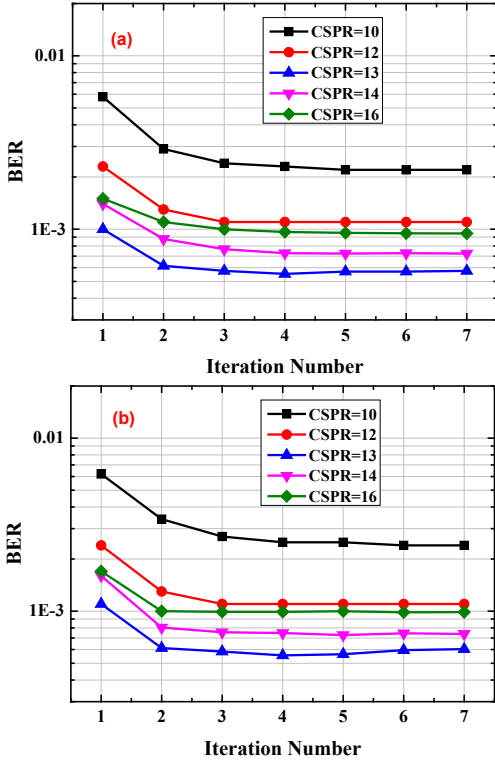 (a)
CSPR=10
CSPR=12
CSPR=13
CSPR=14
CSPR=16
0.01
1E-3
BER
1 2 3 4 5 6 7
Iteration Number
(b)
CSPR=10
CSPR=12
CSPR=13
CSPR=14
CSPR=16
0.01
1E-3
BER
1 2 3 4 5 6 7
Iteration Number